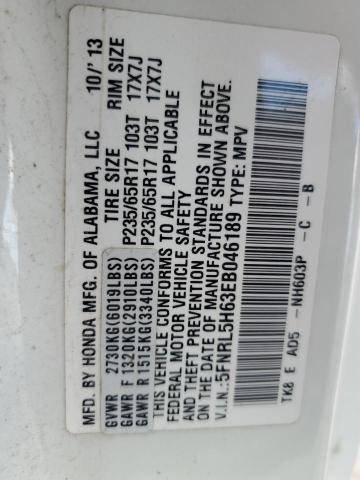 MFD. BY HONDA MFG. OF ALABAMA, LLC 10/'13
TIRE SIZE RIM SIZE
GVWR 2730KG(6019LBS)
GAWR F 1320KG(2910LBS) P235/65R17 103T 17X7J
GAWR R 1515KG(3340LBS) P235/65R17 103T 17X7J
THIS VEHICLE CONFORMS TO ALL APPLICABLE
FEDERAL MOTOR VEHICLE SAFETY
AND THEFT PREVENTION STANDARDS IN EFFECT
ON THE DATE OF MANUFACTURE SHOWN ABOVE.
V.I.N.:5FNRL5H63EB046189 TYPE: MPV
TK8 E AD5 -NH603P - C - B